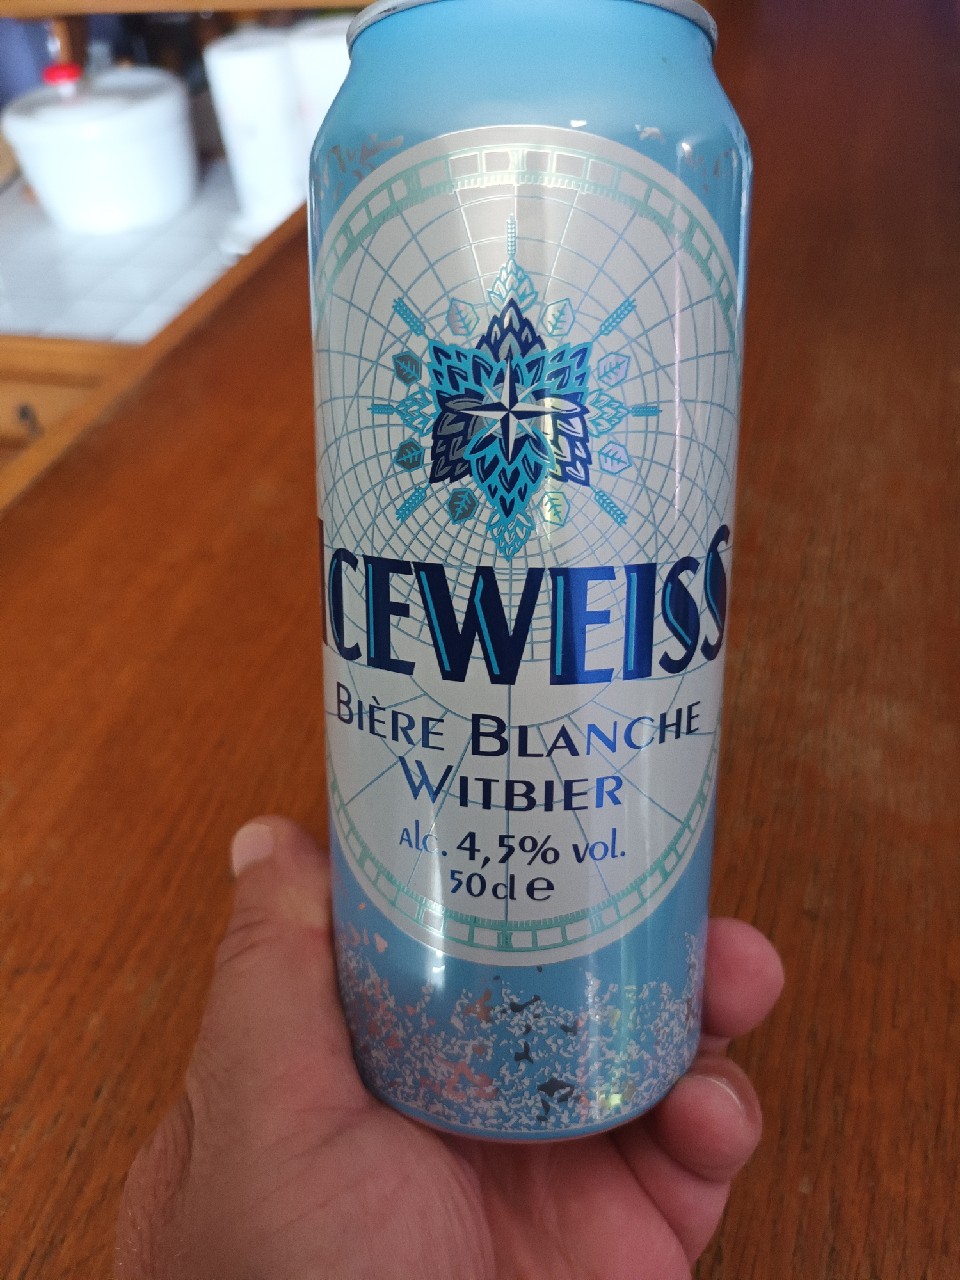 ICEWEISS
BIÈRE BLANCHE
WITBIER
Alc. 4,5% vol.
50cl e